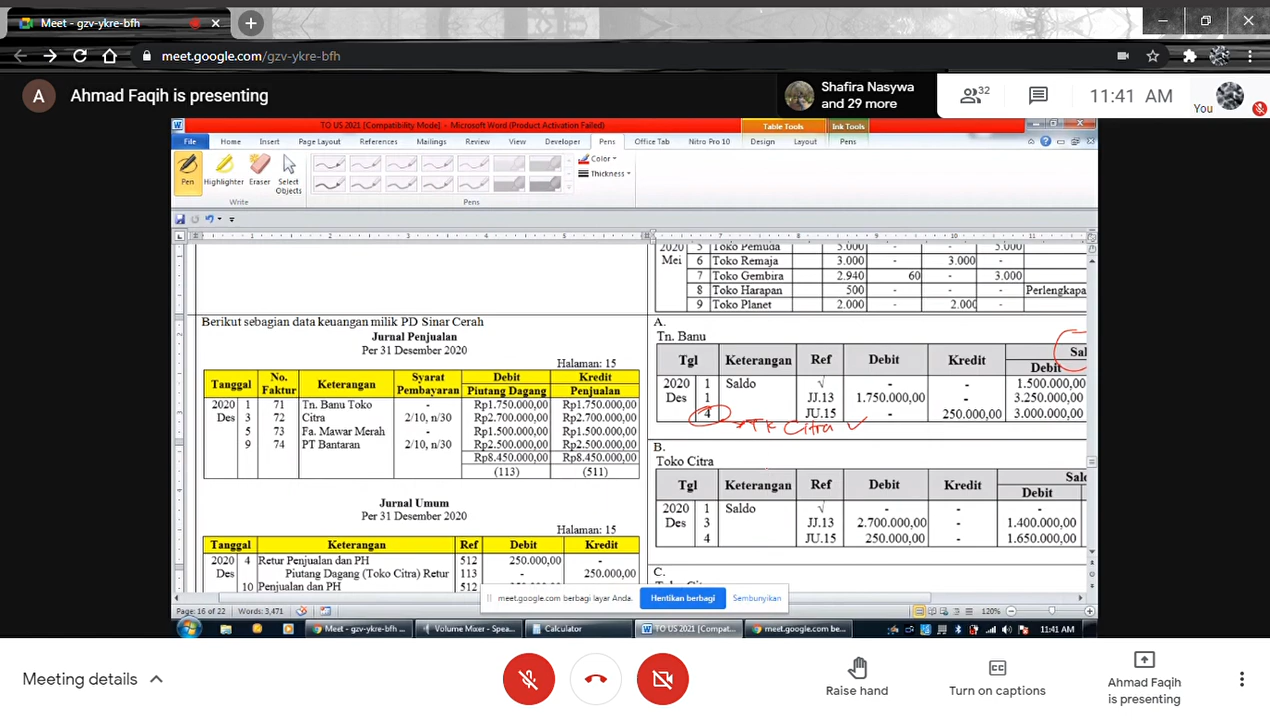 Meet - gzv-ykre-bfh
meet.google.com/gzv-ykre-bfh
A Ahmad Faqih is presenting
Shafira Nasywa
and 29 more
32
11:41 AM
You
TO US 2021 [Compatibility Mode] - Microsoft Word (Product Activation Failed)
Table Tools
Ink Tools
File Home Insert Page Layout References Mailings Review View Developer Pens Office Tab Nitro Pro 10 Design Layout Pens
Pen Highlighter Eraser Select Objects
Color
Thickness
Write
Pens
2020 5 Toko Pemuda 5.000 - 5.000
Mei 6 Toko Remaja 3.000 - 3.000 -
7 Toko Gembira 2.940 60 - 3.000
8 Toko Harapan 500 - - - Perlengkapa
9 Toko Planet 2.000 - 2.000 -
Berikut sebagian data keuangan milik PD Sinar Cerah
Jurnal Penjualan
Per 31 Desember 2020
Halaman: 15
Tanggal No. Faktur Keterangan Syarat Pembayaran Debit Piutang Dagang Kredit Penjualan
2020 1 71 Tn. Banu Toko - Rp1.750.000,00 Rp1.750.000,00
Des 3 72 Citra 2/10, n/30 Rp2.700.000,00 Rp2.700.000,00
5 73 Fa. Mawar Merah - Rp1.500.000,00 Rp1.500.000,00
9 74 PT Bantaran 2/10, n/30 Rp2.500.000,00 Rp2.500.000,00
Rp8.450.000,00 Rp8.450.000,00
(113) (511)
Jurnal Umum
Per 31 Desember 2020
Halaman: 15
Tanggal Keterangan Ref Debit Kredit
2020 4 Retur Penjualan dan PH 512 250.000,00 -
Des Piutang Dagang (Toko Citra) Retur 113 - 250.000,00
10 Penjualan dan PH 512
A.
Tn. Banu
Tgl Keterangan Ref Debit Kredit Sal
Debit
2020 1 Saldo √ - - 1.500.000,00
Des 1 JJ.13 1.750.000,00 - 3.250.000,00
4 JU.15 - 250.000,00 3.000.000,00
Tk Citra
B.
Toko Citra
Tgl Keterangan Ref Debit Kredit Sald
Debit
2020 1 Saldo √ - - -
Des 3 JJ.13 2.700.000,00 - 1.400.000,00
4 JU.15 250.000,00 - 1.650.000,00
C.
meet.google.com berbagi layar Anda. Hentikan berbagi Sembunyikan
Page: 16 of 22 Words: 3,471 120%
Meet - gzv-ykre-bfh ... Volume Mixer - Spea... Calculator TO US 2021 [Compat... meet.google.com be... 11:41 AM
Meeting details
Raise hand
Turn on captions
Ahmad Faqih
is presenting